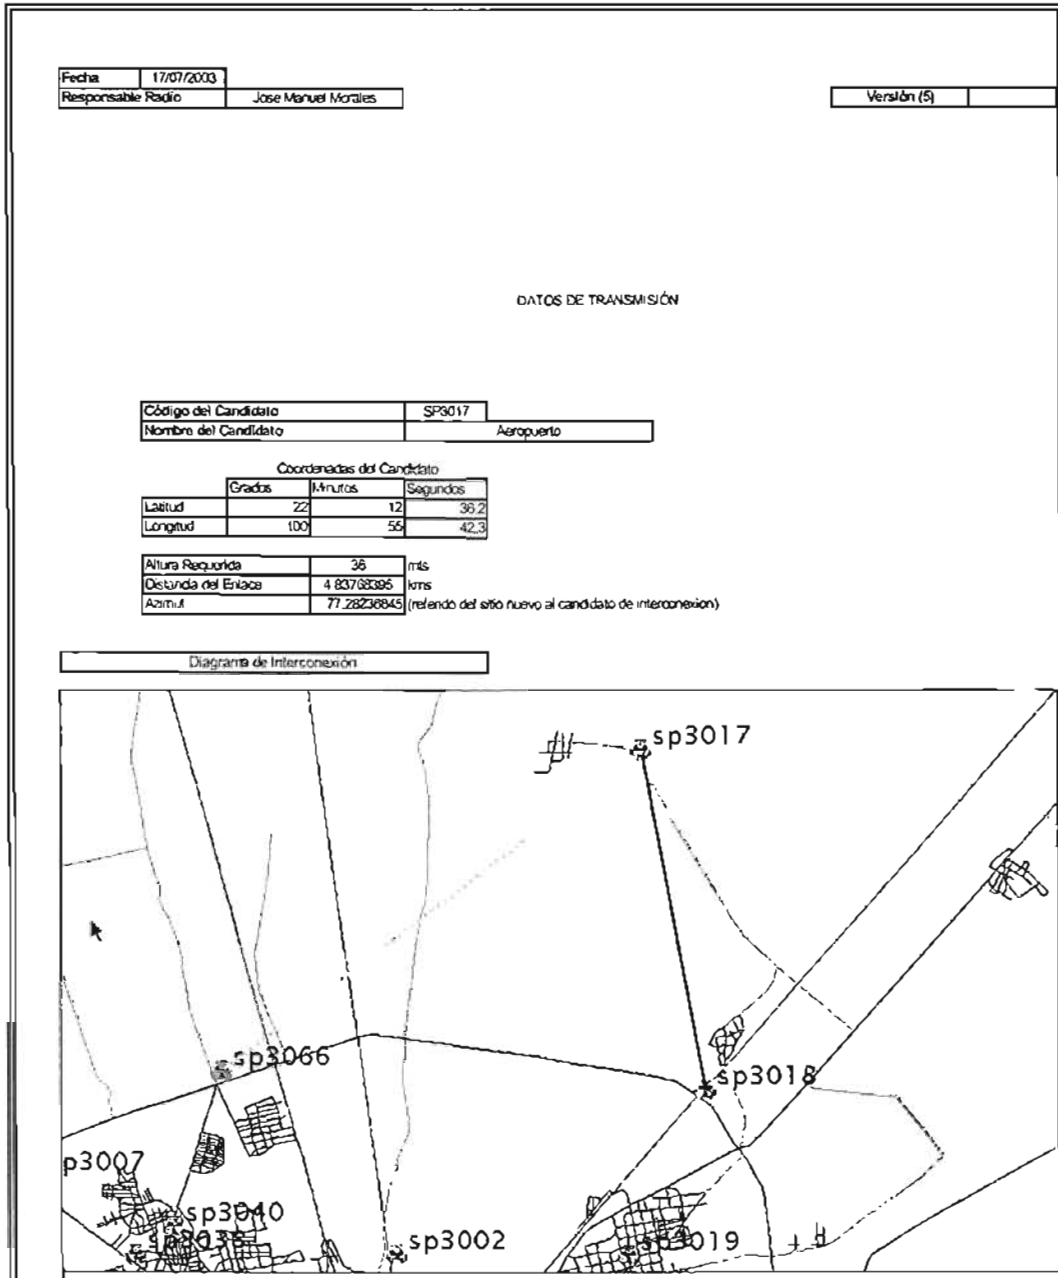 Fecha 17/07/2003
Responsable Radio Jose Manuel Morales
Versión (5)
DATOS DE TRANSMISIÓN
Código del Candidato SP3017
Nombre del Candidato Aeropuerto
Coordenadas del Candidato
Grados Minutos Segundos
Latitud 22 12 36,2
Longitud 100 55 42,3
Altura Requerida 36 mts
Distancia del Enlace 4.83768395 kms
Azimut 77.28236845 (referido del sitio nuevo al candidato de interconexion)
Diagrama de Interconexión
sp3017
sp3066
sp3018
p3007
sp3040
sp3038
sp3002
sp3019